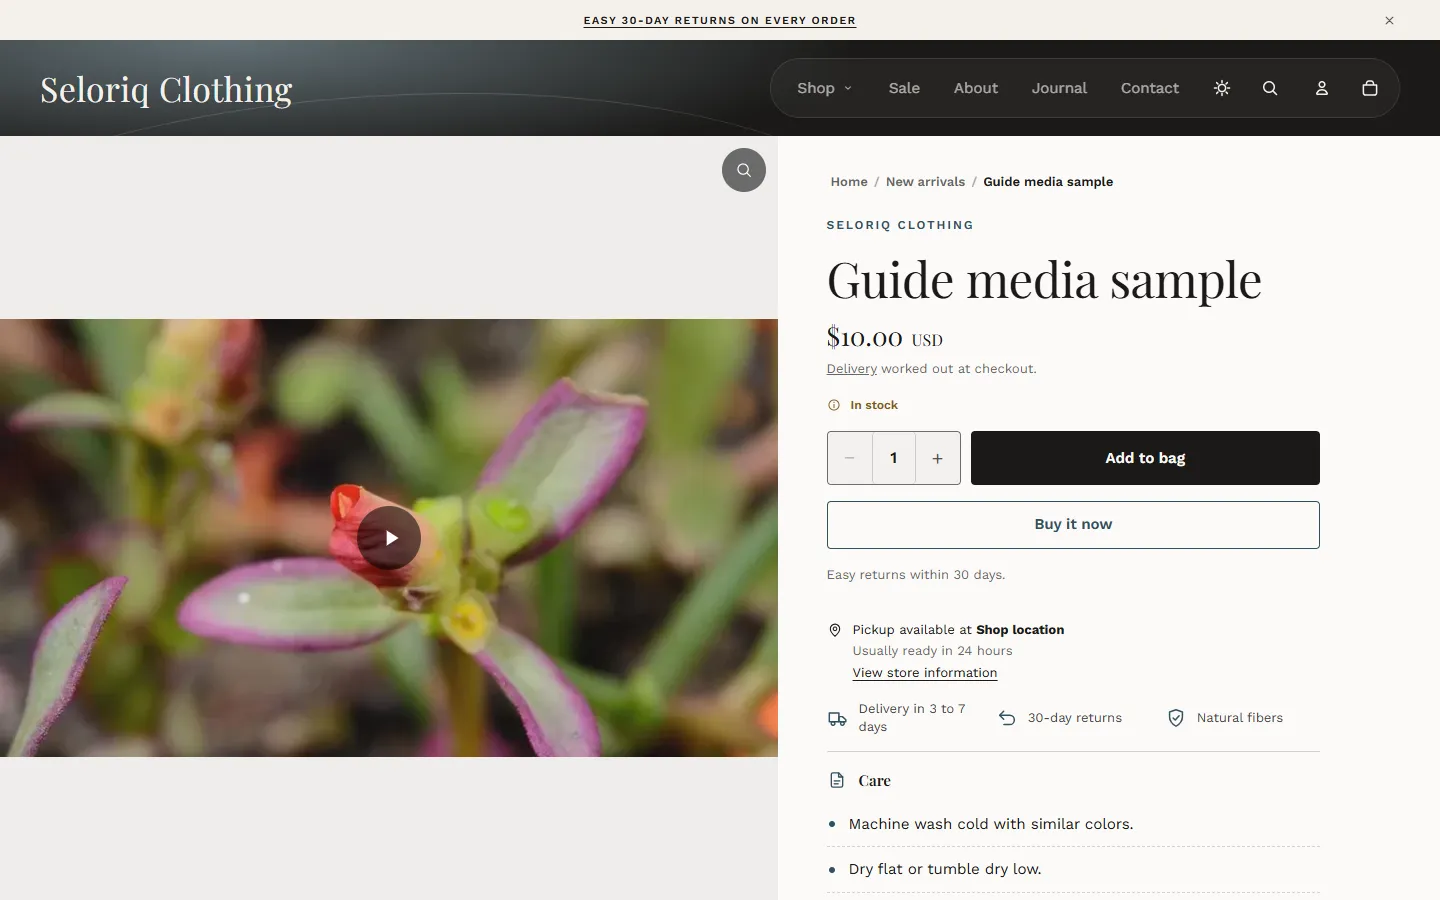 EASY 30-DAY RETURNS ON EVERY ORDER
Seloriq Clothing
Shop
Sale
About
Journal
Contact
Home / New arrivals / Guide media sample
SELORIQ CLOTHING
Guide media sample
$10.00 USD
Delivery worked out at checkout.
In stock
1
Add to bag
Buy it now
Easy returns within 30 days.
Pickup available at Shop location
Usually ready in 24 hours
View store information
Delivery in 3 to 7
days
30-day returns
Natural fibers
Care
Machine wash cold with similar colors.
Dry flat or tumble dry low.